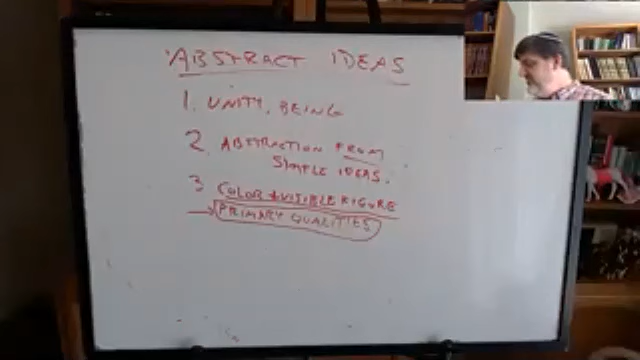 ABSTRACT IDEAS
1. UNITY, BEING
2. ABSTRACTION FROM
SIMPLE IDEAS.
3 COLOR & VISIBLE FIGURE
PRIMARY QUALITIES